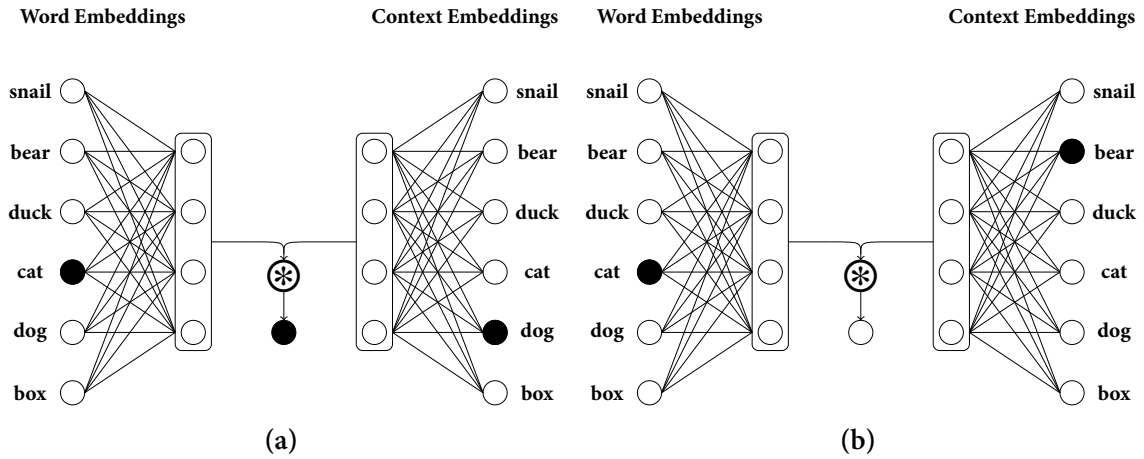 Word Embeddings Context Embeddings Word Embeddings Context Embeddings
snail snail snail snail
bear bear bear bear
duck duck duck duck
cat cat cat cat
dog dog dog dog
box box box box
(a) (b)